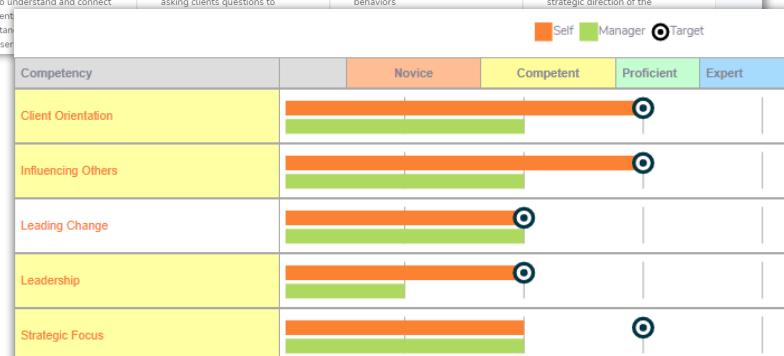 o understand and connect
asking clients questions to
behaviors
strategic direction of the
Self Manager Target
Competency Novice Competent Proficient Expert
Client Orientation
Influencing Others
Leading Change
Leadership
Strategic Focus